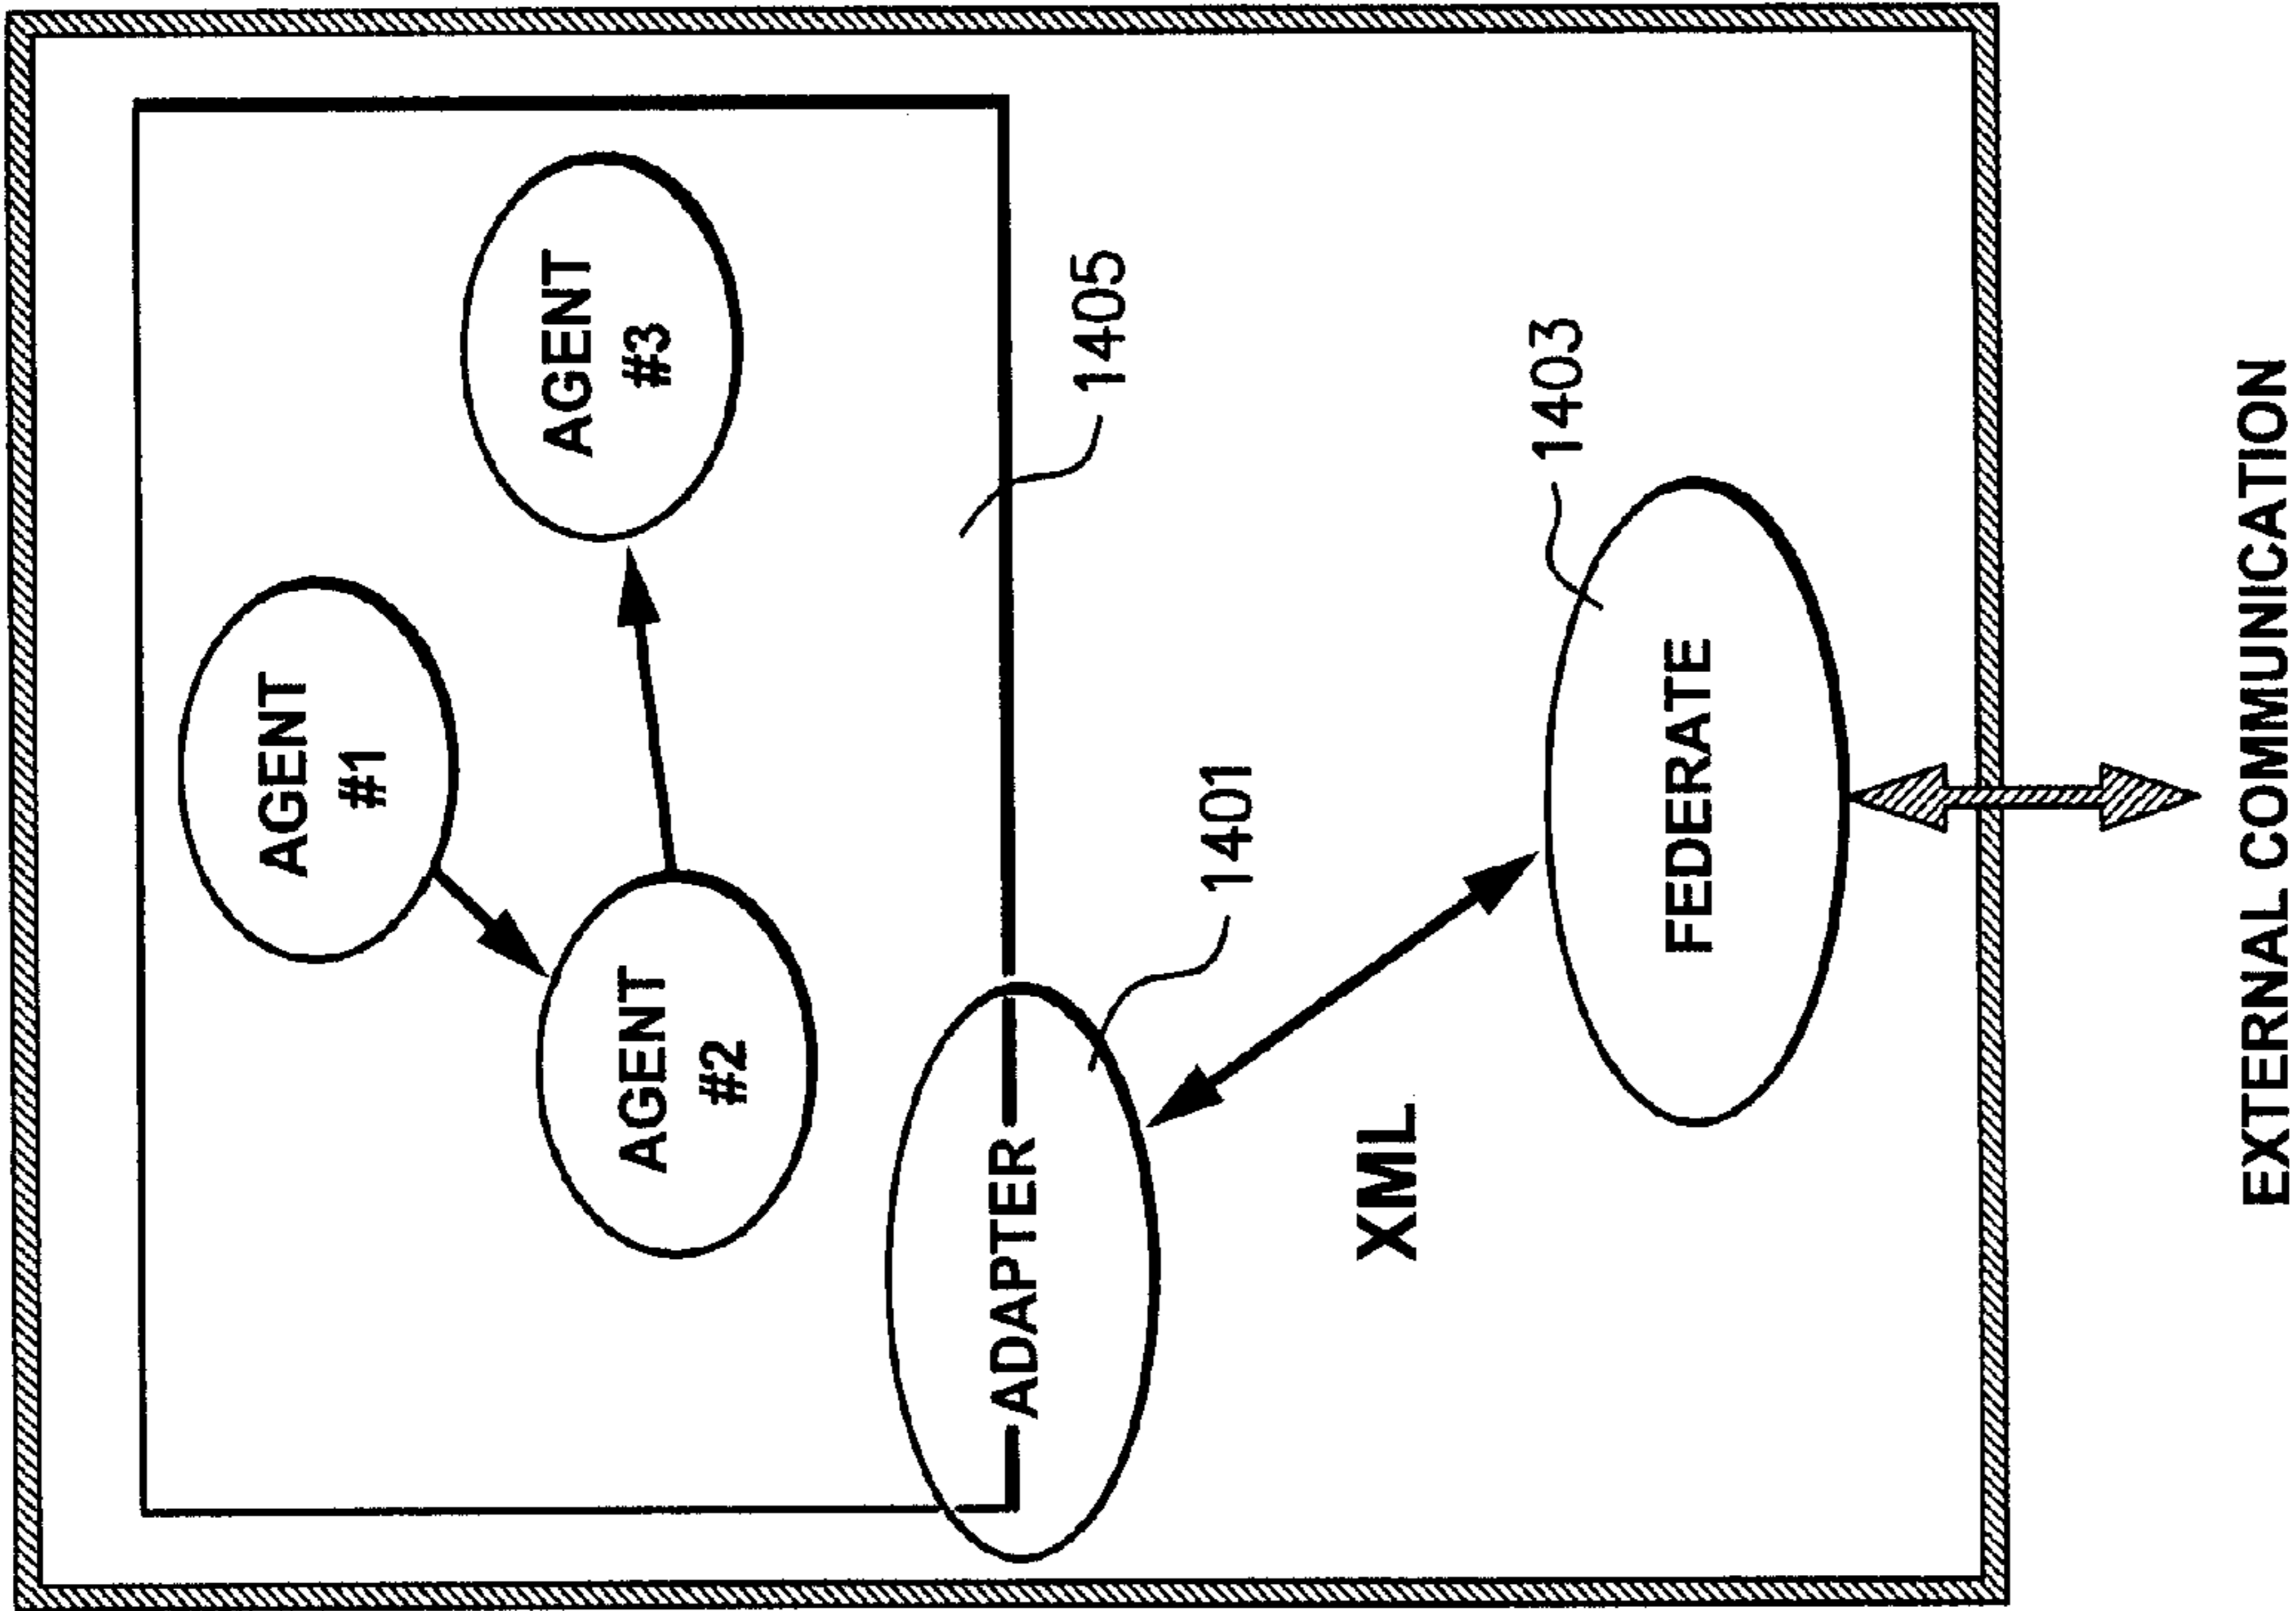 AGENT
#1
AGENT
#2
AGENT
#3
1405
ADAPTER
1401
XML
1403
FEDERATE
EXTERNAL COMMUNICATION